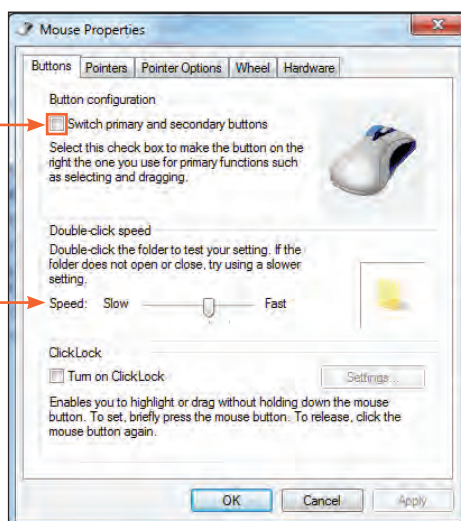 Mouse Properties
Buttons Pointers Pointer Options Wheel Hardware
Button configuration
Switch primary and secondary buttons
Select this check box to make the button on the
right the one you use for primary functions such
as selecting and dragging.
Double-click speed
Double-click the folder to test your setting. If the
folder does not open or close, try using a slower
setting.
Speed: Slow Fast
ClickLock
Turn on ClickLock Settings...
Enables you to highlight or drag without holding down the mouse
button. To set, briefly press the mouse button. To release, click the
mouse button again.
OK Cancel Apply